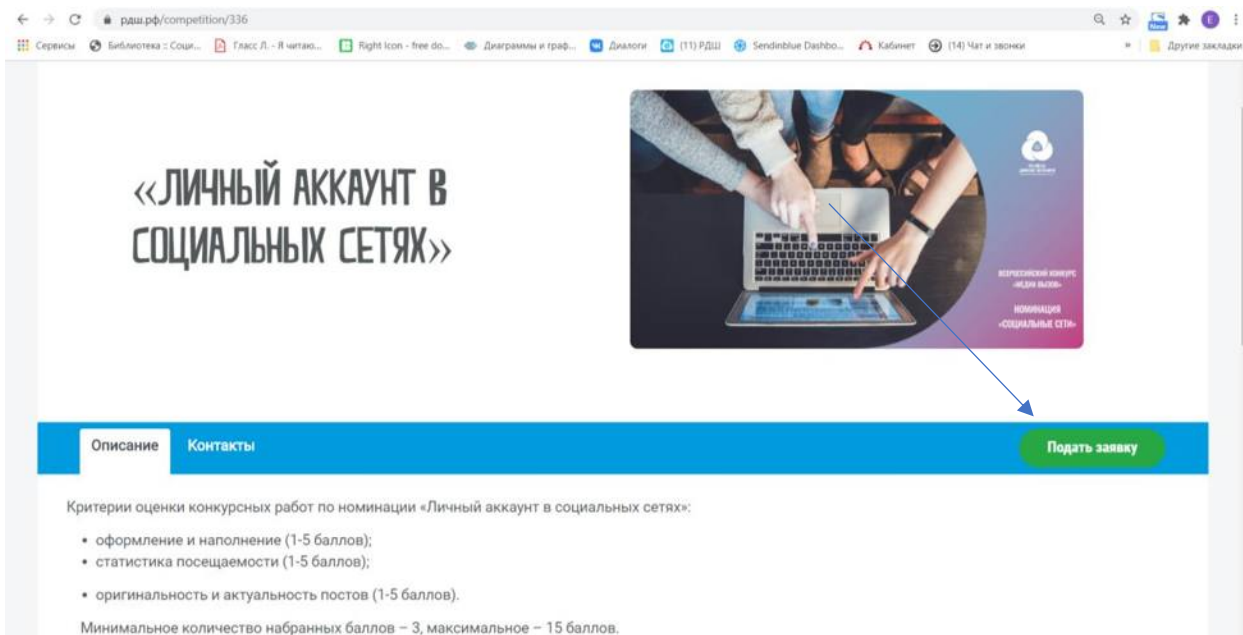 рдш.рф/competition/336
Сервисы Библиотека :: Соци... Гласс Л. - Я читаю... Right Icon - free do... Диаграммы и граф... Диалоги (11) РДШ Sendinblue Dashbo... Кабинет (14) Чат и звонки » Другие закладки
New
E
«ЛИЧНЫЙ АККАУНТ В
СОЦИАЛЬНЫХ СЕТЯХ»
ВСЕРОССИЙСКИЙ КОНКУРС
«МЕДИА ВЫЗОВ»
НОМИНАЦИЯ
«СОЦИАЛЬНЫЕ СЕТИ»
Описание Контакты Подать заявку
Критерии оценки конкурсных работ по номинации «Личный аккаунт в социальных сетях»:
• оформление и наполнение (1-5 баллов);
• статистика посещаемости (1-5 баллов);
• оригинальность и актуальность постов (1-5 баллов).
Минимальное количество набранных баллов – 3, максимальное – 15 баллов.